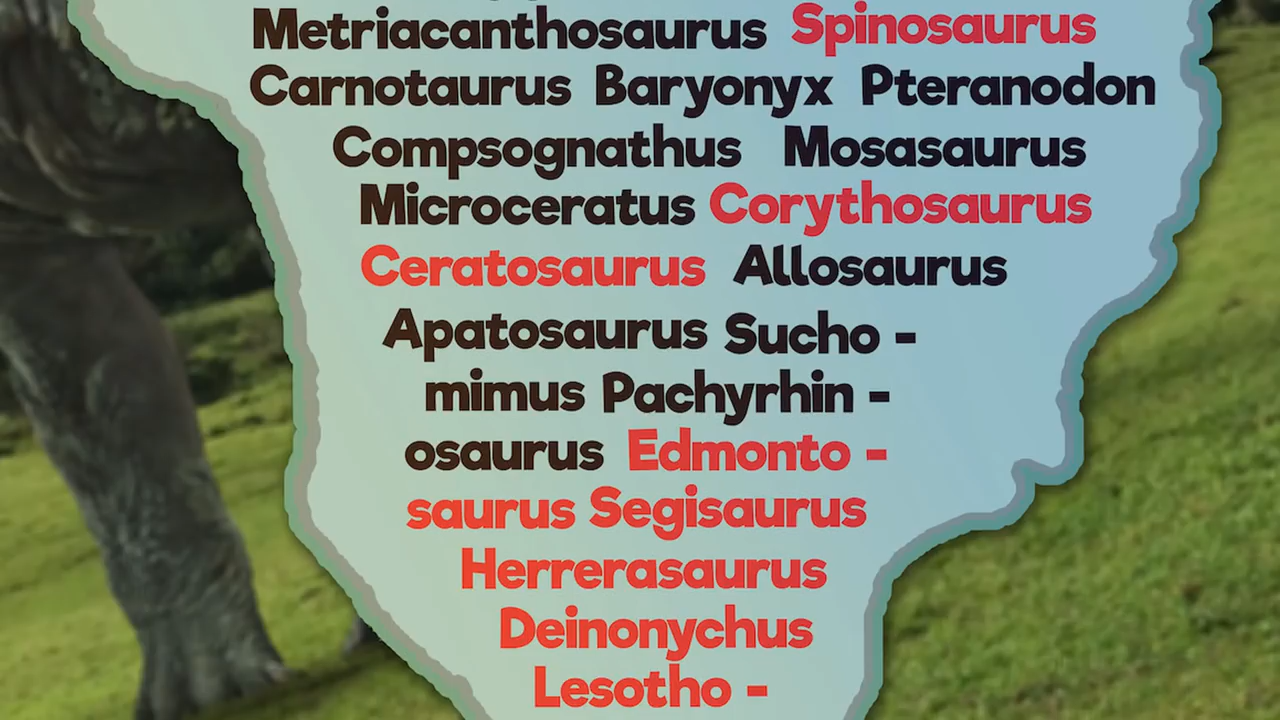 Metriacanthosaurus Spinosaurus
Carnotaurus Baryonyx Pteranodon
Compsognathus Mosasaurus
Microceratus Corythosaurus
Ceratosaurus Allosaurus
Apatosaurus Sucho -
mimus Pachyrhin -
osaurus Edmonto -
saurus Segisaurus
Herrerasaurus
Deinonychus
Lesotho -